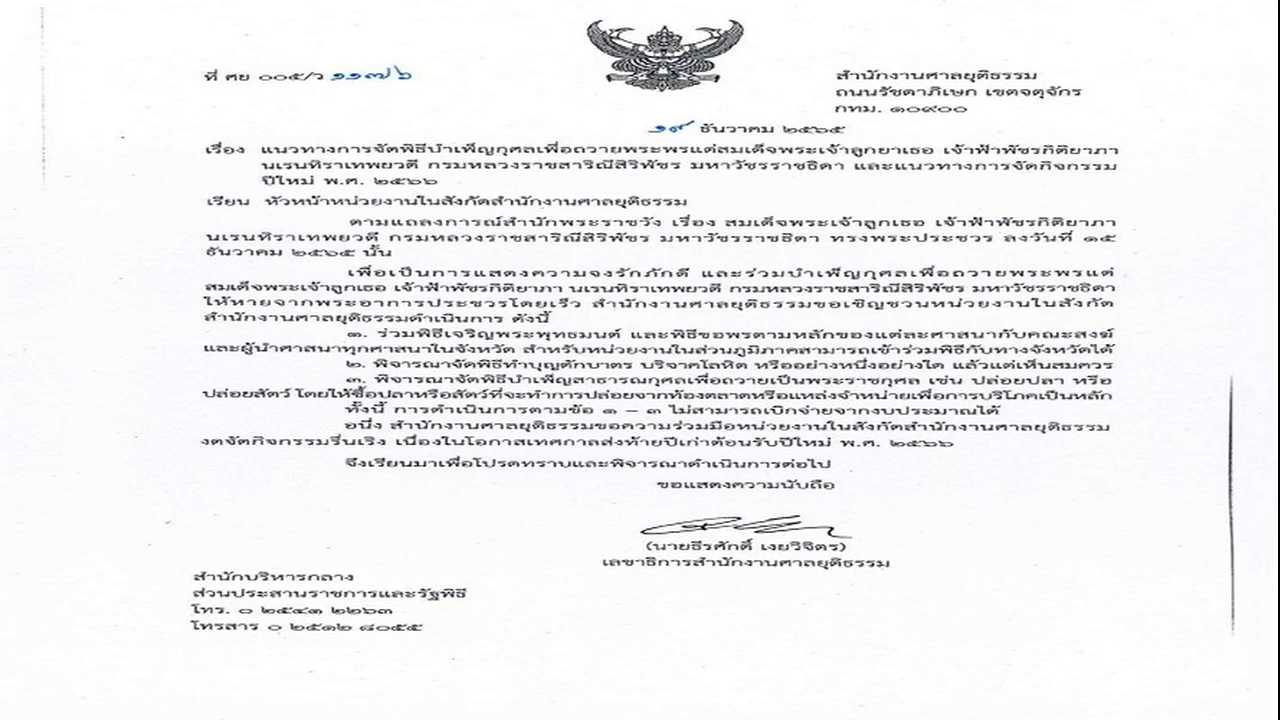 ที่ ศย ๐๐๕/ว ๑๑๗๖
สำนักงานศาลยุติธรรม
ถนนรัชดาภิเษก เขตจตุจักร
กทม. ๑๐๙๐๐
๑๙ ธันวาคม ๒๕๖๕
เรื่อง แนวทางการจัดพิธีบำเพ็ญกุศลเพื่อถวายพระพรแด่สมเด็จพระเจ้าลูกยาเธอ เจ้าฟ้าพัชรกิติยาภา
นเรนทิราเทพยวดี กรมหลวงราชสาริณีสิริพัชร มหาวัชรราชธิดา และแนวทางการจัดกิจกรรม
ปีใหม่ พ.ศ. ๒๕๖๖
เรียน หัวหน้าหน่วยงานในสังกัดสำนักงานศาลยุติธรรม
ตามแถลงการณ์สำนักพระราชวัง เรื่อง สมเด็จพระเจ้าลูกเธอ เจ้าฟ้าพัชรกิติยาภา
นเรนทิราเทพยวดี กรมหลวงราชสาริณีสิริพัชร มหาวัชรราชธิดา ทรงพระประชวร ลงวันที่ ๑๕
ธันวาคม ๒๕๖๕ นั้น
เพื่อเป็นการแสดงความจงรักภักดี และร่วมบำเพ็ญกุศลเพื่อถวายพระพรแด่
สมเด็จพระเจ้าลูกเธอ เจ้าฟ้าพัชรกิติยาภา นเรนทิราเทพยวดี กรมหลวงราชสาริณีสิริพัชร มหาวัชรราชธิดา
ให้หายจากพระอาการประชวรโดยเร็ว สำนักงานศาลยุติธรรมขอเชิญชวนหน่วยงานในสังกัด
สำนักงานศาลยุติธรรมดำเนินการ ดังนี้
๑. ร่วมพิธีเจริญพระพุทธมนต์ และพิธีขอพรตามหลักของแต่ละศาสนากับคณะสงฆ์
และผู้นำศาสนาทุกศาสนาในจังหวัด สำหรับหน่วยงานในส่วนภูมิภาคสามารถเข้าร่วมพิธีกับทางจังหวัดได้
๒. พิจารณาจัดพิธีทำบุญตักบาตร บริจาคโลหิต หรืออย่างหนึ่งอย่างใด แล้วแต่เห็นสมควร
๓. พิจารณาจัดพิธีบำเพ็ญสาธารณกุศลเพื่อถวายเป็นพระราชกุศล เช่น ปล่อยปลา หรือ
ปล่อยสัตว์ โดยให้ซื้อปลาหรือสัตว์ที่จะทำการปล่อยจากท้องตลาดหรือแหล่งจำหน่ายเพื่อการบริโภคเป็นหลัก
ทั้งนี้ การดำเนินการตามข้อ ๑ – ๓ ไม่สามารถเบิกจ่ายจากงบประมาณได้
อนึ่ง สำนักงานศาลยุติธรรมขอความร่วมมือหน่วยงานในสังกัดสำนักงานศาลยุติธรรม
งดจัดกิจกรรมรื่นเริง เนื่องในโอกาสเทศกาลส่งท้ายปีเก่าต้อนรับปีใหม่ พ.ศ. ๒๕๖๖
จึงเรียนมาเพื่อโปรดทราบและพิจารณาดำเนินการต่อไป
ขอแสดงความนับถือ
(นายธีรศักดิ์ เงยวิจิตร)
เลขาธิการสำนักงานศาลยุติธรรม
สำนักบริหารกลาง
ส่วนประสานราชการและรัฐพิธี
โทร. ๐ ๒๕๔๑ ๒๒๖๓
โทรสาร ๐ ๒๕๑๒ ๘๐๕๕